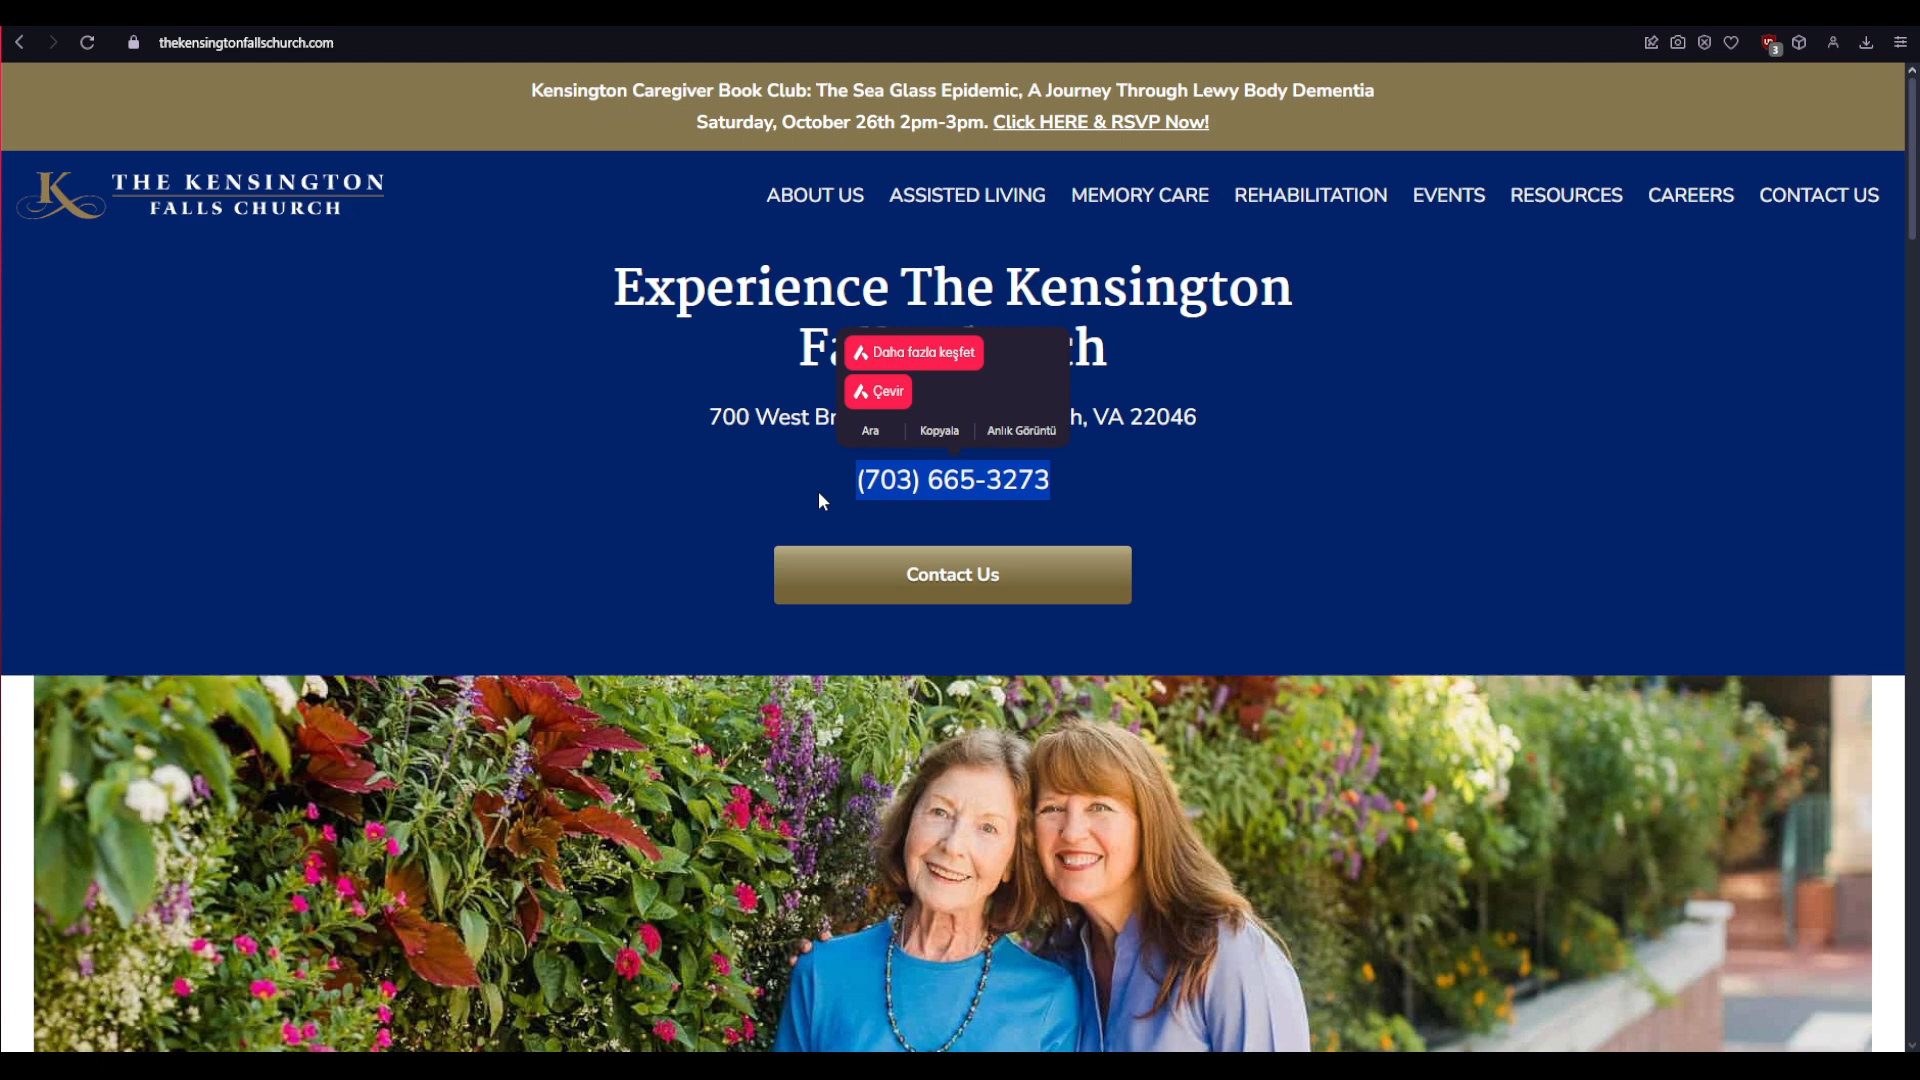 thekensingtonfallschurch.com
3
Kensington Caregiver Book Club: The Sea Glass Epidemic, A Journey Through Lewy Body Dementia
Saturday, October 26th 2pm-3pm. Click HERE & RSVP Now!
K
THE KENSINGTON
FALLS CHURCH
ABOUT US ASSISTED LIVING MEMORY CARE REHABILITATION EVENTS RESOURCES CAREERS CONTACT US
Experience The Kensington
Daha fazla keşfet
Çevir
700 West VA 22046
Ara Kopyala Anlık Görüntü
(703) 665-3273
Contact Us